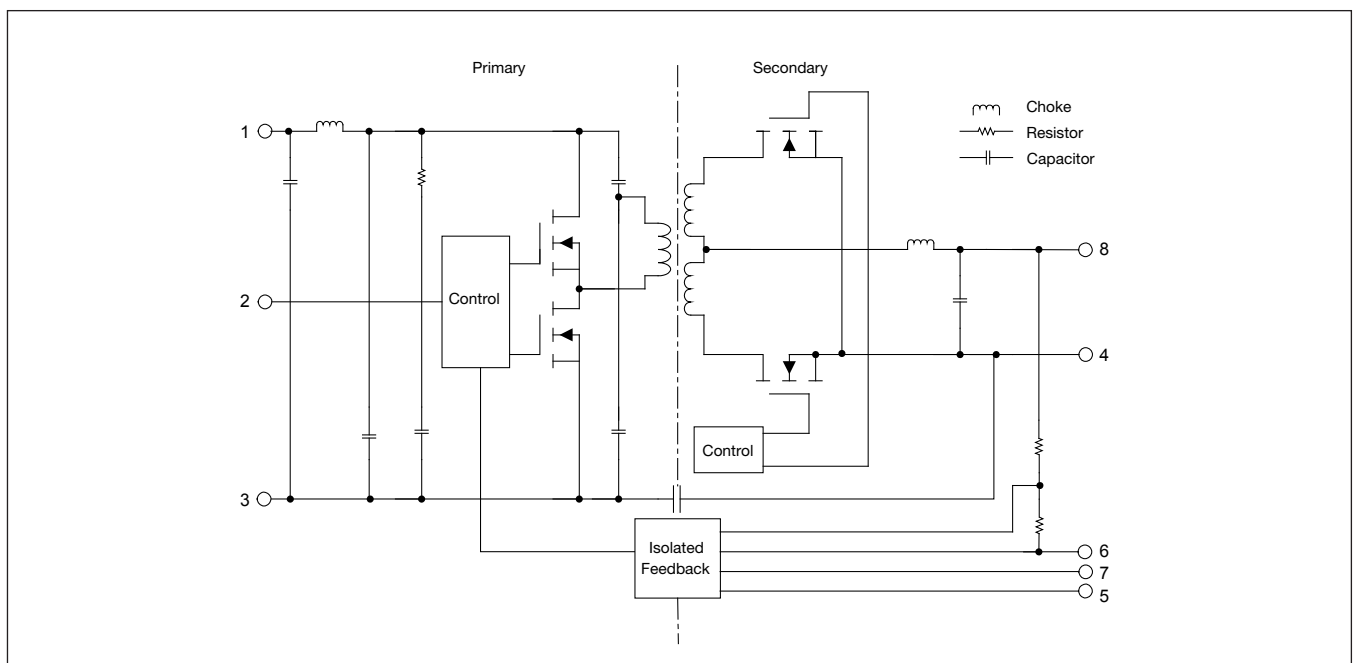 Primary
Secondary
Choke
Resistor
Capacitor
1
8
2
Control
4
Control
3
Isolated
Feedback
6
7
5